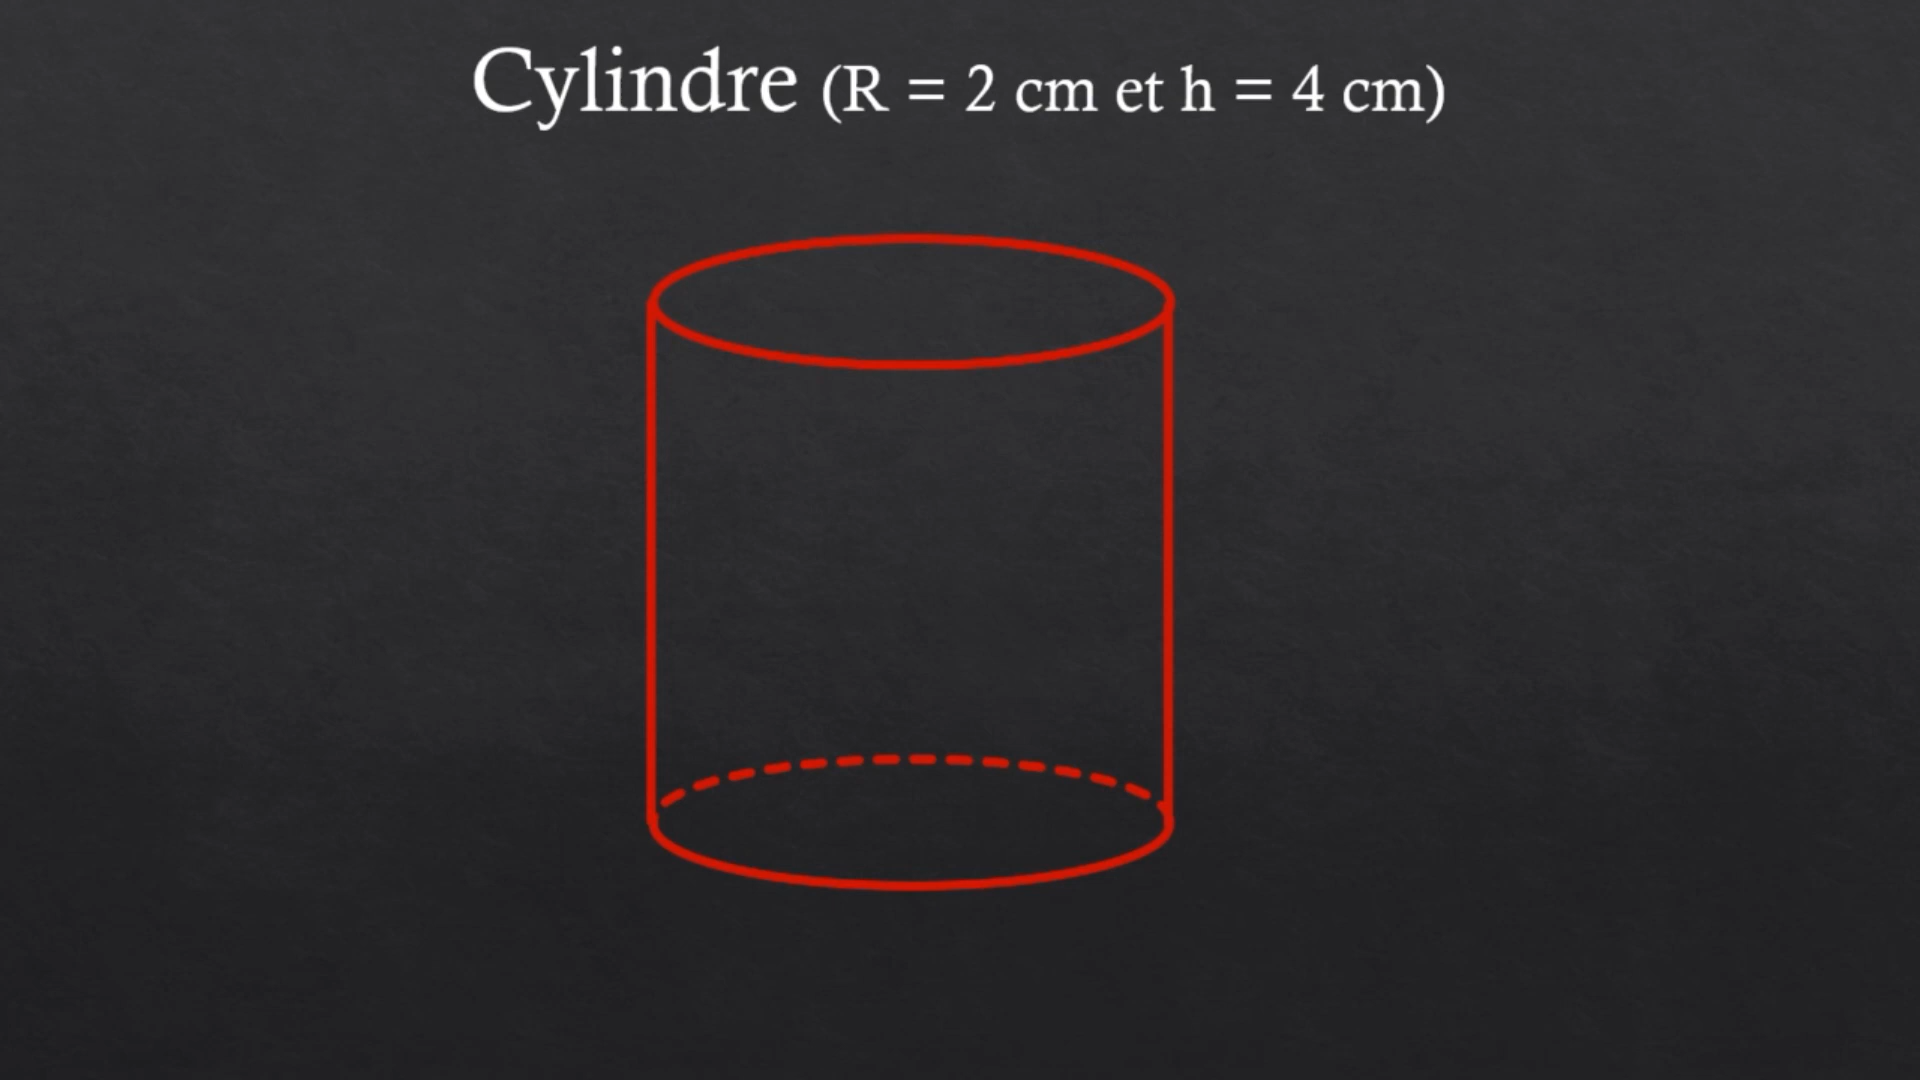 Cylindre (R = 2 cm et h = 4 cm)